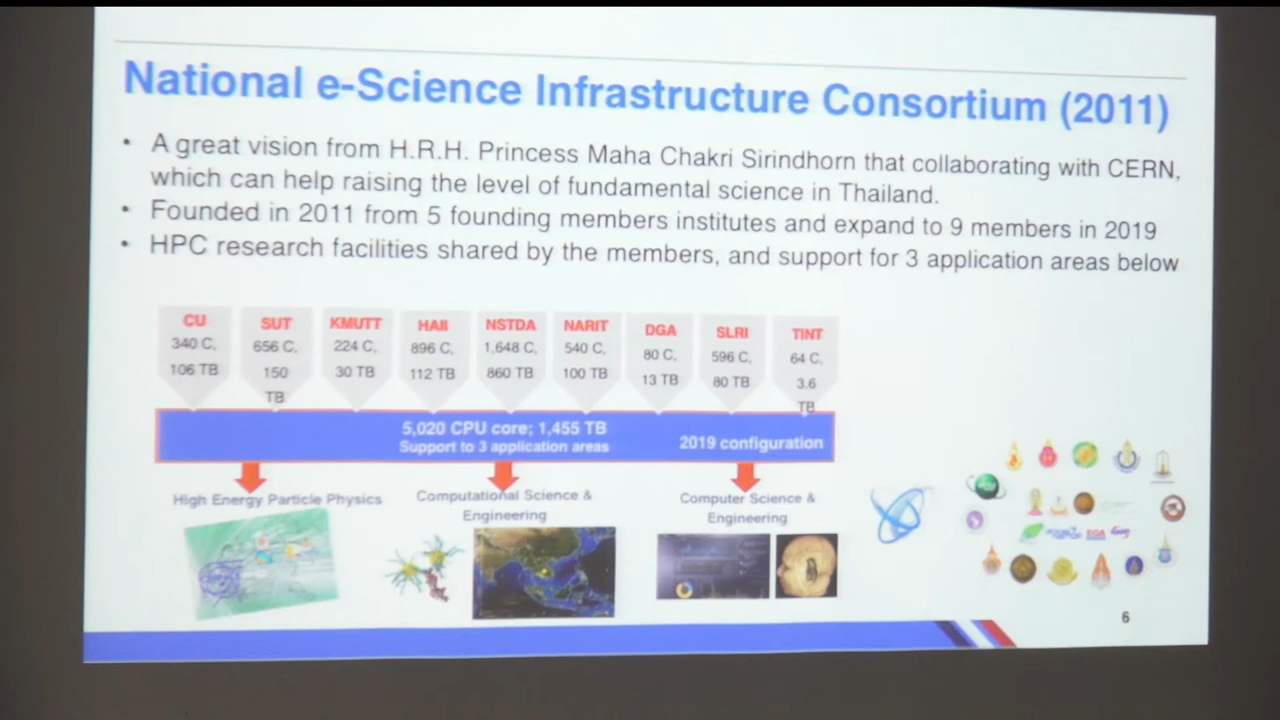 National e-Science Infrastructure Consortium (2011)
• A great vision from H.R.H. Princess Maha Chakri Sirindhorn that collaborating with CERN,
which can help raising the level of fundamental science in Thailand.
• Founded in 2011 from 5 founding members institutes and expand to 9 members in 2019
• HPC research facilities shared by the members, and support for 3 application areas below
CU
340 C,
106 TB
SUT
656 C,
150
TB
KMUTT
224 C,
30 TB
HAII
896 C,
112 TB
NSTDA
1,648 C,
860 TB
NARIT
540 C,
100 TB
DGA
80 C,
13 TB
SLRI
596 C,
80 TB
TINT
64 C,
3.6
TB
5,020 CPU core; 1,455 TB
Support to 3 application areas
2019 configuration
High Energy Particle Physics
Computational Science &
Engineering
Computer Science &
Engineering
EGA
6